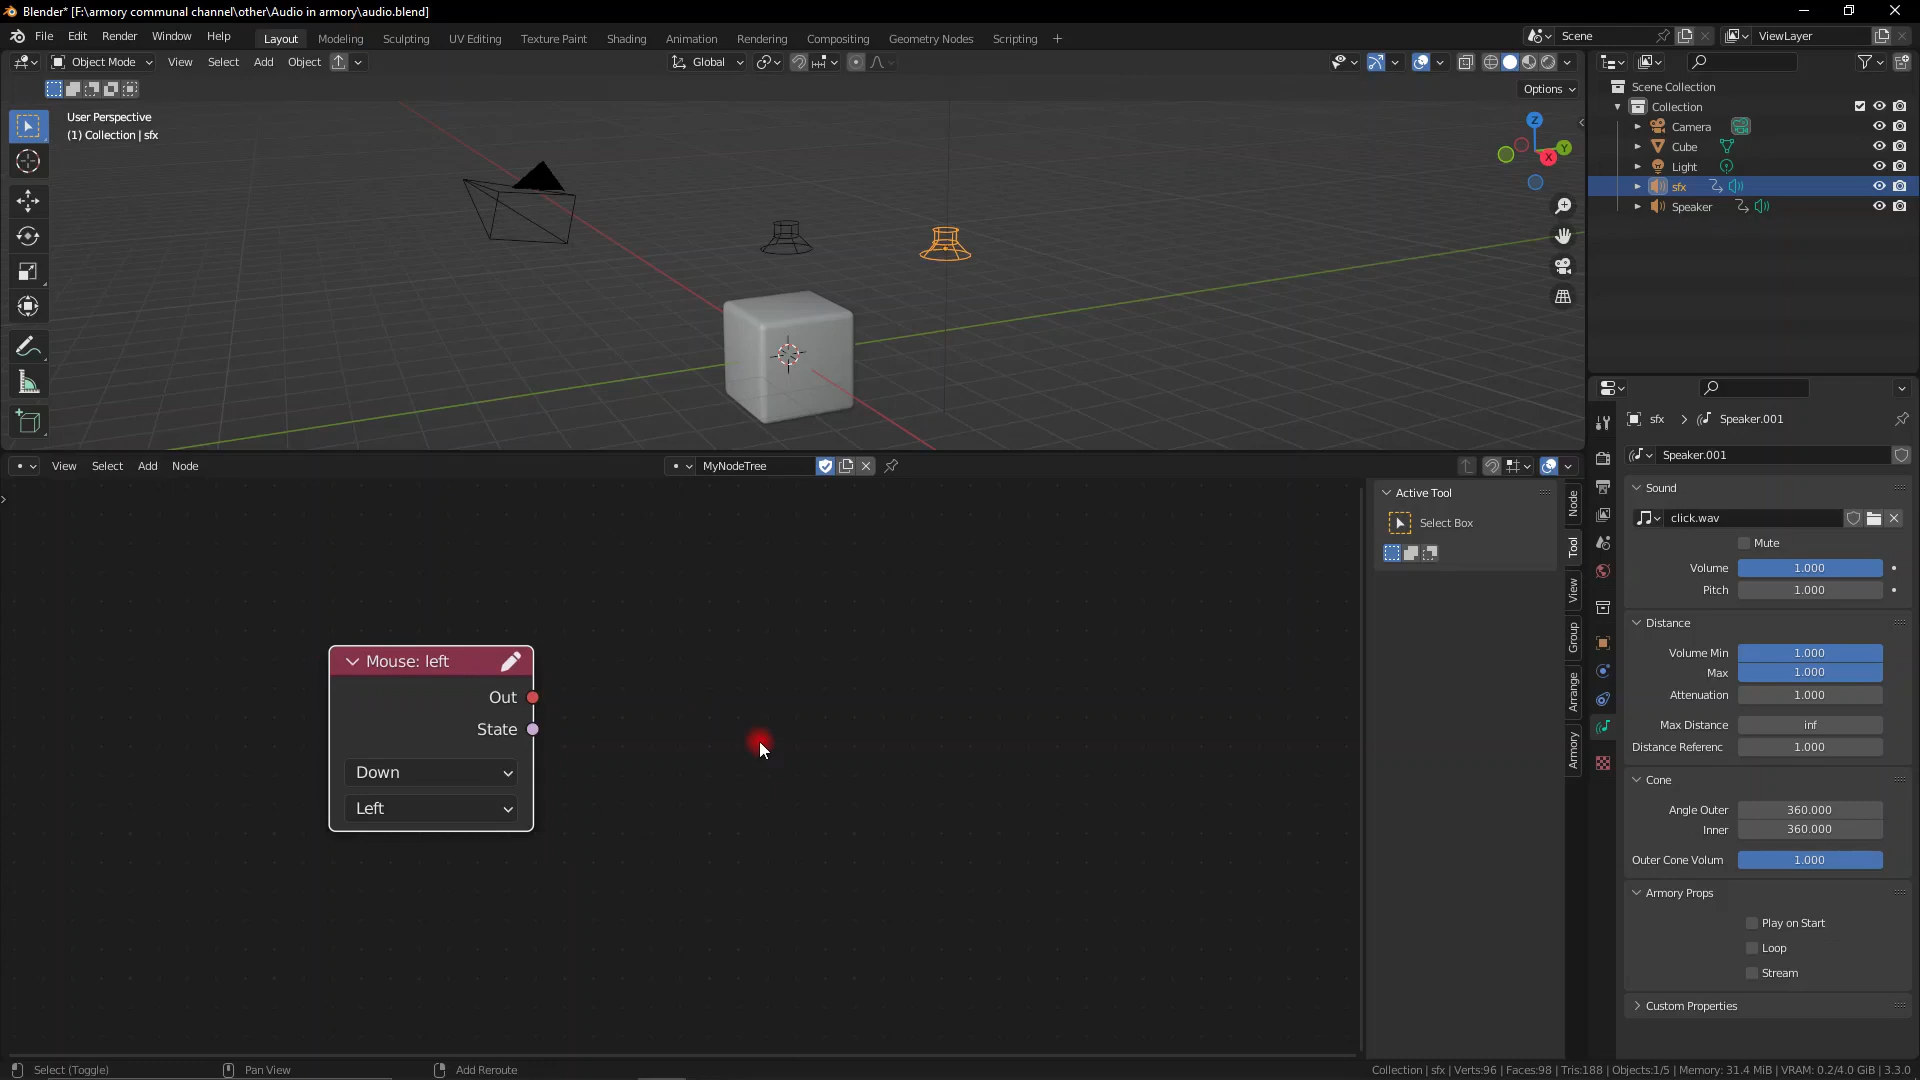 Blender* [F:\armory communal channel\other\Audio in armory\audio.blend]
File Edit Render Window Help Layout Modeling Sculpting UV Editing Texture Paint Shading Animation Rendering Compositing Geometry Nodes Scripting + Scene ViewLayer
Object Mode View Select Add Object Global
Options
User Perspective
(1) Collection | sfx
Z
Y
X
Scene Collection
Collection
Camera
Cube
Light
sfx
Speaker
View Select Add Node MyNodeTree
Mouse: left
Out
State
Down
Left
Active Tool
Select Box
Node
Tool
View
Group
Arrange
Armory
sfx > Speaker.001
Speaker.001
Sound
click.wav
Mute
Volume 1.000
Pitch 1.000
Distance
Volume Min 1.000
Max 1.000
Attenuation 1.000
Max Distance inf
Distance Referenc 1.000
Cone
Angle Outer 360.000
Inner 360.000
Outer Cone Volum 1.000
Armory Props
Play on Start
Loop
Stream
Custom Properties
Select (Toggle) Pan View Add Reroute Collection | sfx | Verts:96 | Faces:98 | Tris:188 | Objects:1/5 | Memory: 31.4 MiB | VRAM: 0.2/4.0 GiB | 3.3.0